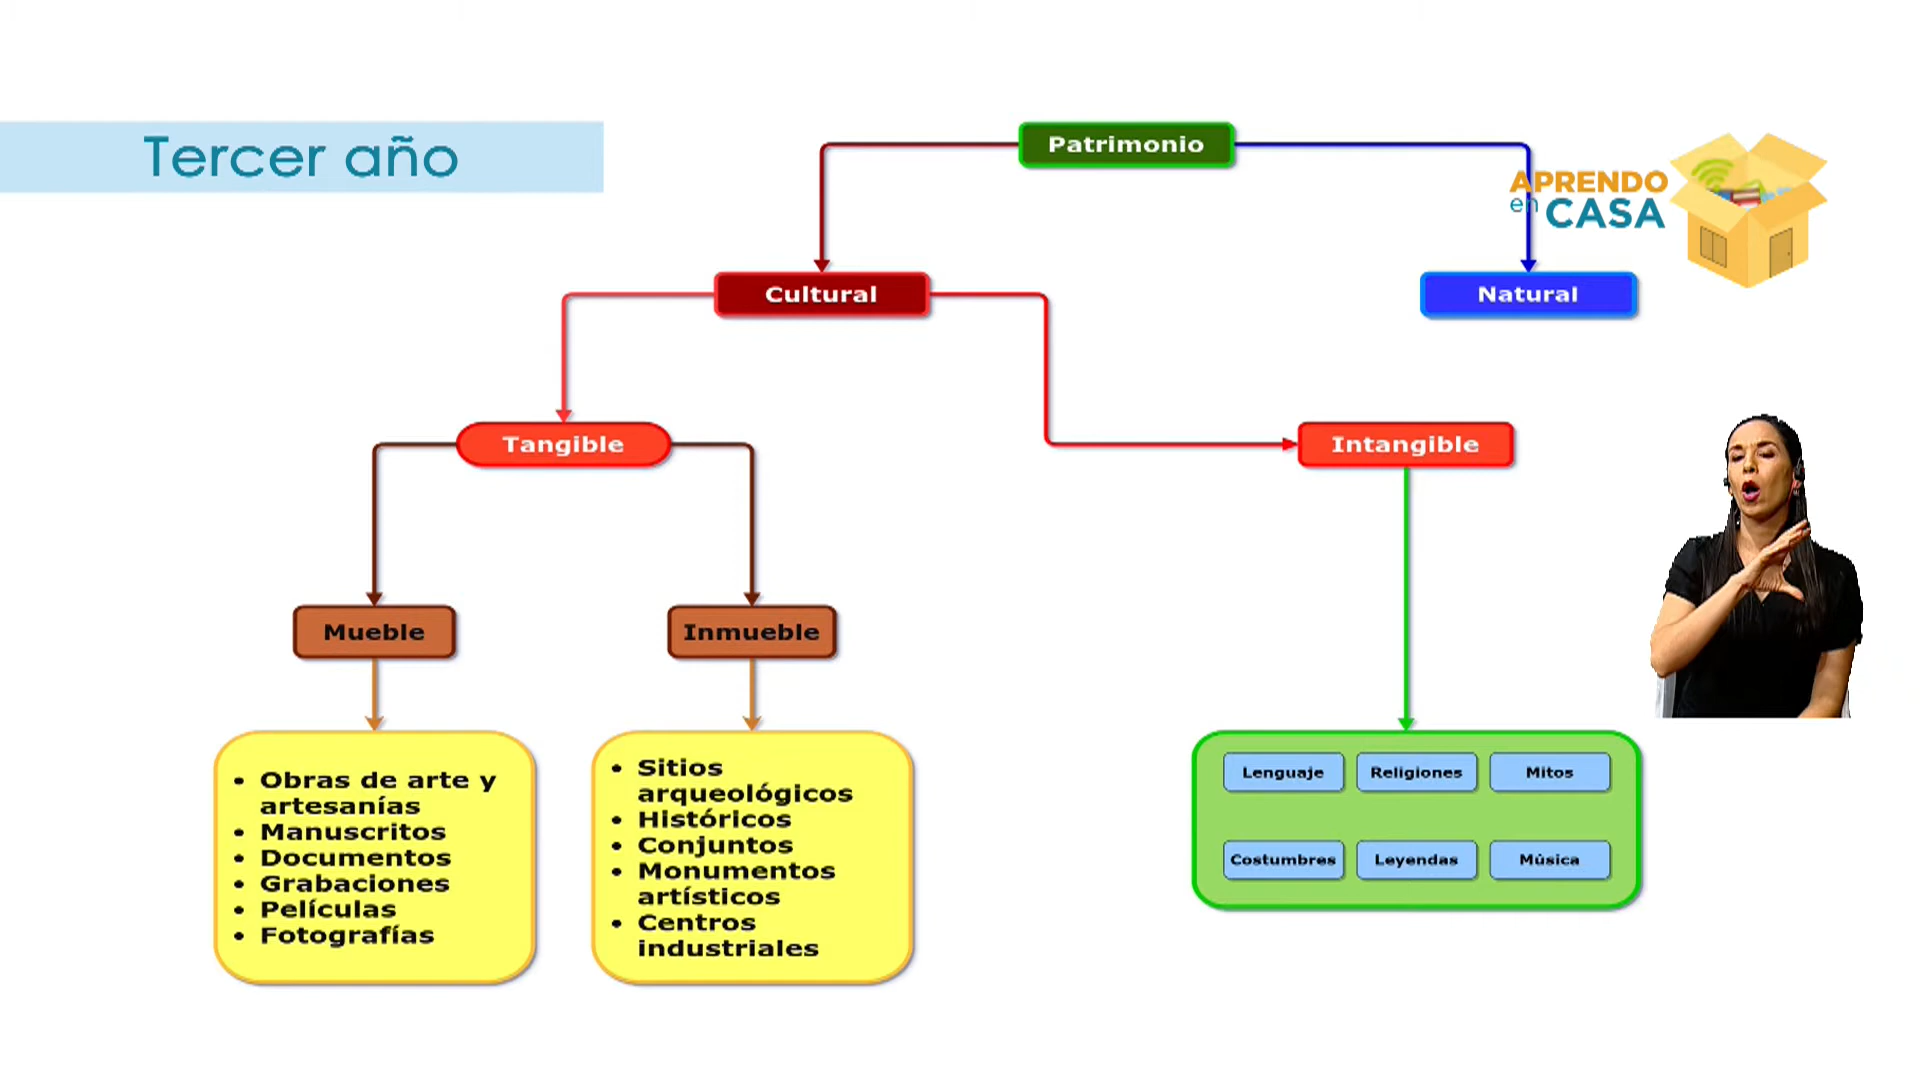 Tercer año
Patrimonio
APRENDO
en CASA
Cultural
Natural
Tangible
Intangible
Mueble
Inmueble
• Obras de arte y
artesanías
• Manuscritos
• Documentos
• Grabaciones
• Películas
• Fotografías
• Sitios
arqueológicos
• Históricos
• Conjuntos
• Monumentos
artísticos
• Centros
industriales
Lenguaje
Religiones
Mitos
Costumbres
Leyendas
Música